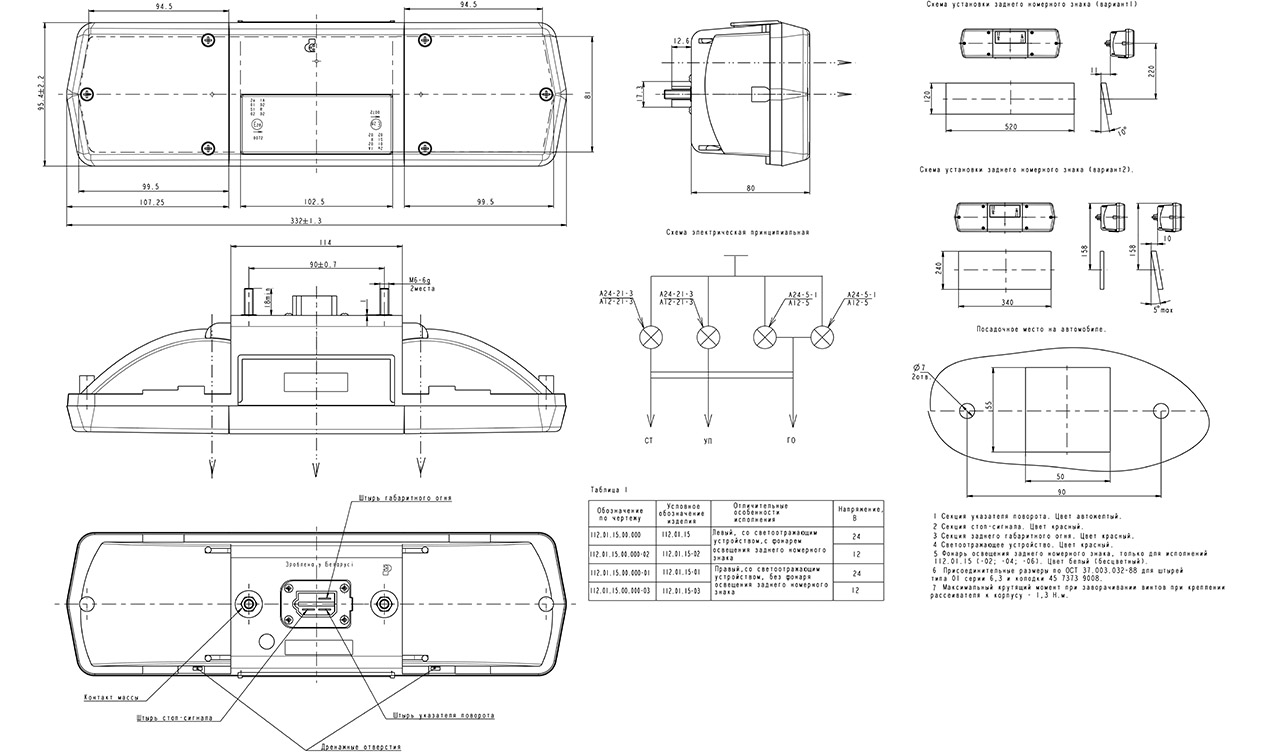 94.5
94.5
95.4±2.2
81
99.5
107.25
102.5
99.5
332±1.3
12.6
17.3
80
Схема установки заднего номерного знака (вариант1)
11
220
120
520
10°
Схема установки заднего номерного знака (вариант2).
158
158
10
240
340
5°max
114
90±0.7
М6-6g
2места
18min
1
Схема электрическая принципиальная
А24-21-3
А12-21-3
А24-21-3
А12-21-3
А24-5-1
А12-5
А24-5-1
А12-5
СТ
УП
ГО
Посадочное место на автомобиле.
Ø7
2отв.
55
50
90
Штырь габаритного огня
Зроблено у Беларусі
Контакт массы
Штырь стоп-сигнала
Штырь указателя поворота
Дренажные отверстия
Таблица 1
Обозначение по чертежу
Условное обозначение изделия
Отличительные особенности исполнения
Напряжение, В
112.01.15.00.000
112.01.15
Левый, со светоотражающим
устройством,с фонарем
освещения заднего номерного
знака
24
112.01.15.00.000-02
112.01.15-02
12
112.01.15.00.000-01
112.01.15-01
Правый,со светоотражающим
устройством, без фонаря
освещения заднего номерного
знака
24
112.01.15.00.000-03
112.01.15-03
12
1 Секция указателя поворота. Цвет автожелтый.
2 Секция стоп-сигнала. Цвет красный.
3 Секция заднего габаритного огня. Цвет красный.
4 Светоотражающее устройство. Цвет красный.
5 Фонарь освещения заднего номерного знака, только для исполнений
112.01.15 (-02; -04; -06). Цвет белый (бесцветный).
6 Присоединительные размеры по ОСТ 37.003.032-88 для штырей
типа 01 серии 6,3 и колодки 45 7373 9008.
7 Максимальный крутящий момент при заворачивании винтов при креплении
рассеивателя к корпусу - 1,3 Н.м.